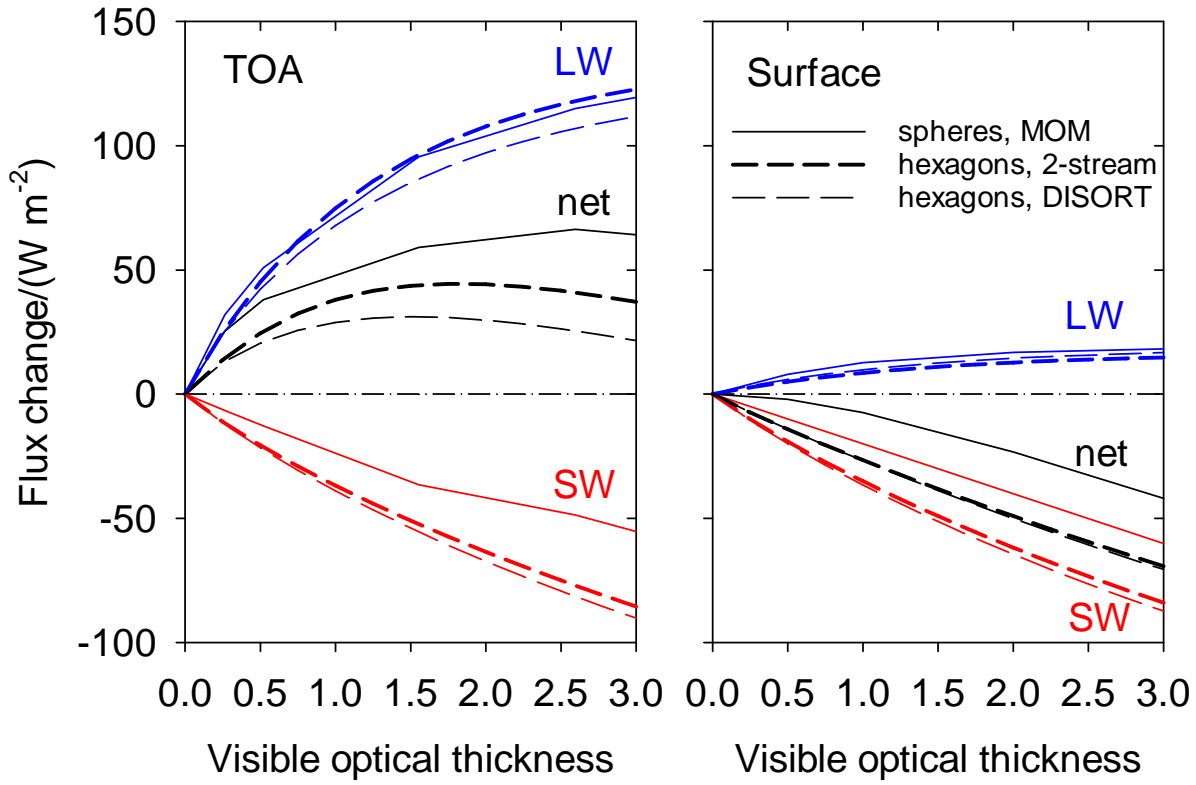 150
100
50
0
-50
-100
Flux change/(W m-2)
TOA
LW
net
SW
0.0 0.5 1.0 1.5 2.0 2.5 3.0
Visible optical thickness
Surface
spheres, MOM
hexagons, 2-stream
hexagons, DISORT
LW
net
SW
0.0 0.5 1.0 1.5 2.0 2.5 3.0
Visible optical thickness